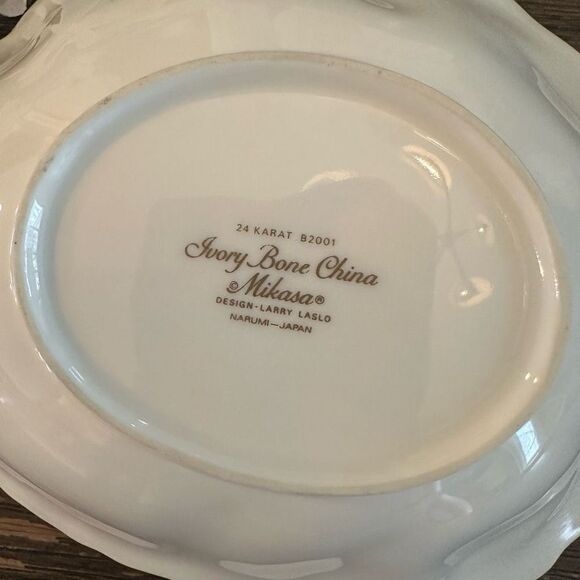 24 KARAT B2001
Ivory Bone China
© Mikasa®
DESIGN-LARRY LASLO
NARUMI—JAPAN